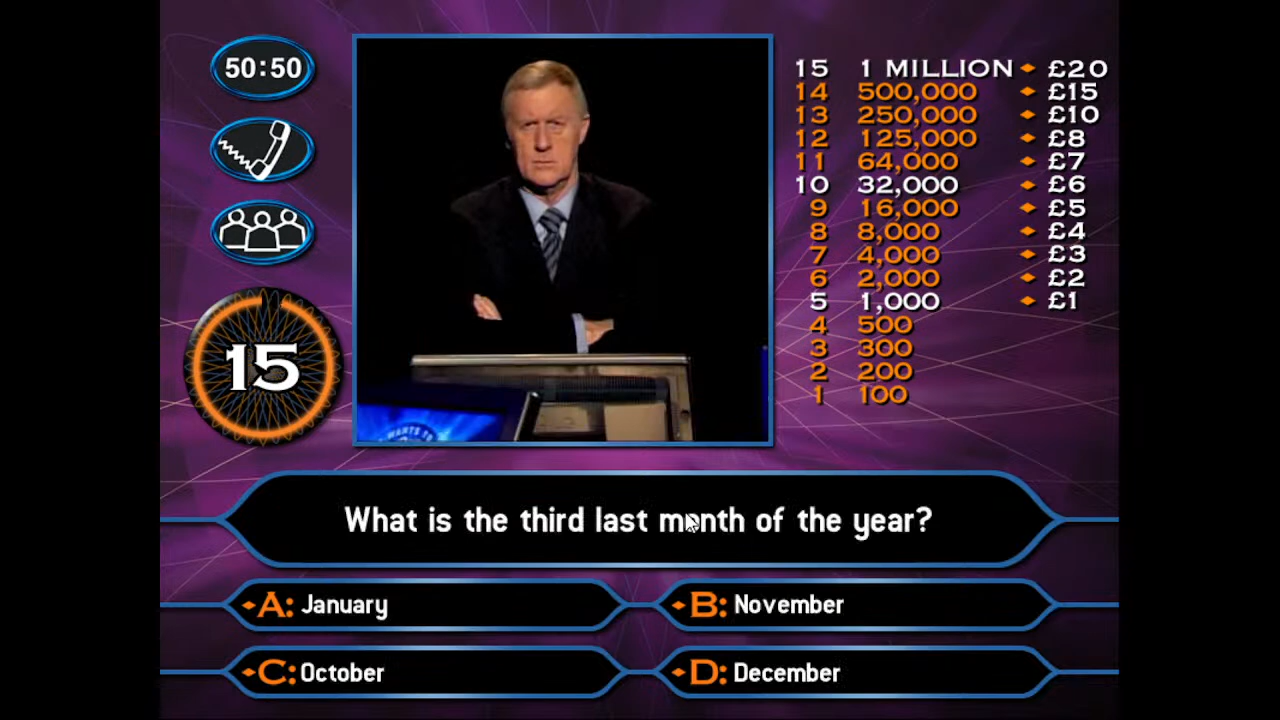 50:50
15
15 1 MILLION £20
14 500,000 £15
13 250,000 £10
12 125,000 £8
11 64,000 £7
10 32,000 £6
9 16,000 £5
8 8,000 £4
7 4,000 £3
6 2,000 £2
5 1,000 £1
4 500
3 300
2 200
1 100
WANTS TO
What is the third last month of the year?
A: January
B: November
C: October
D: December